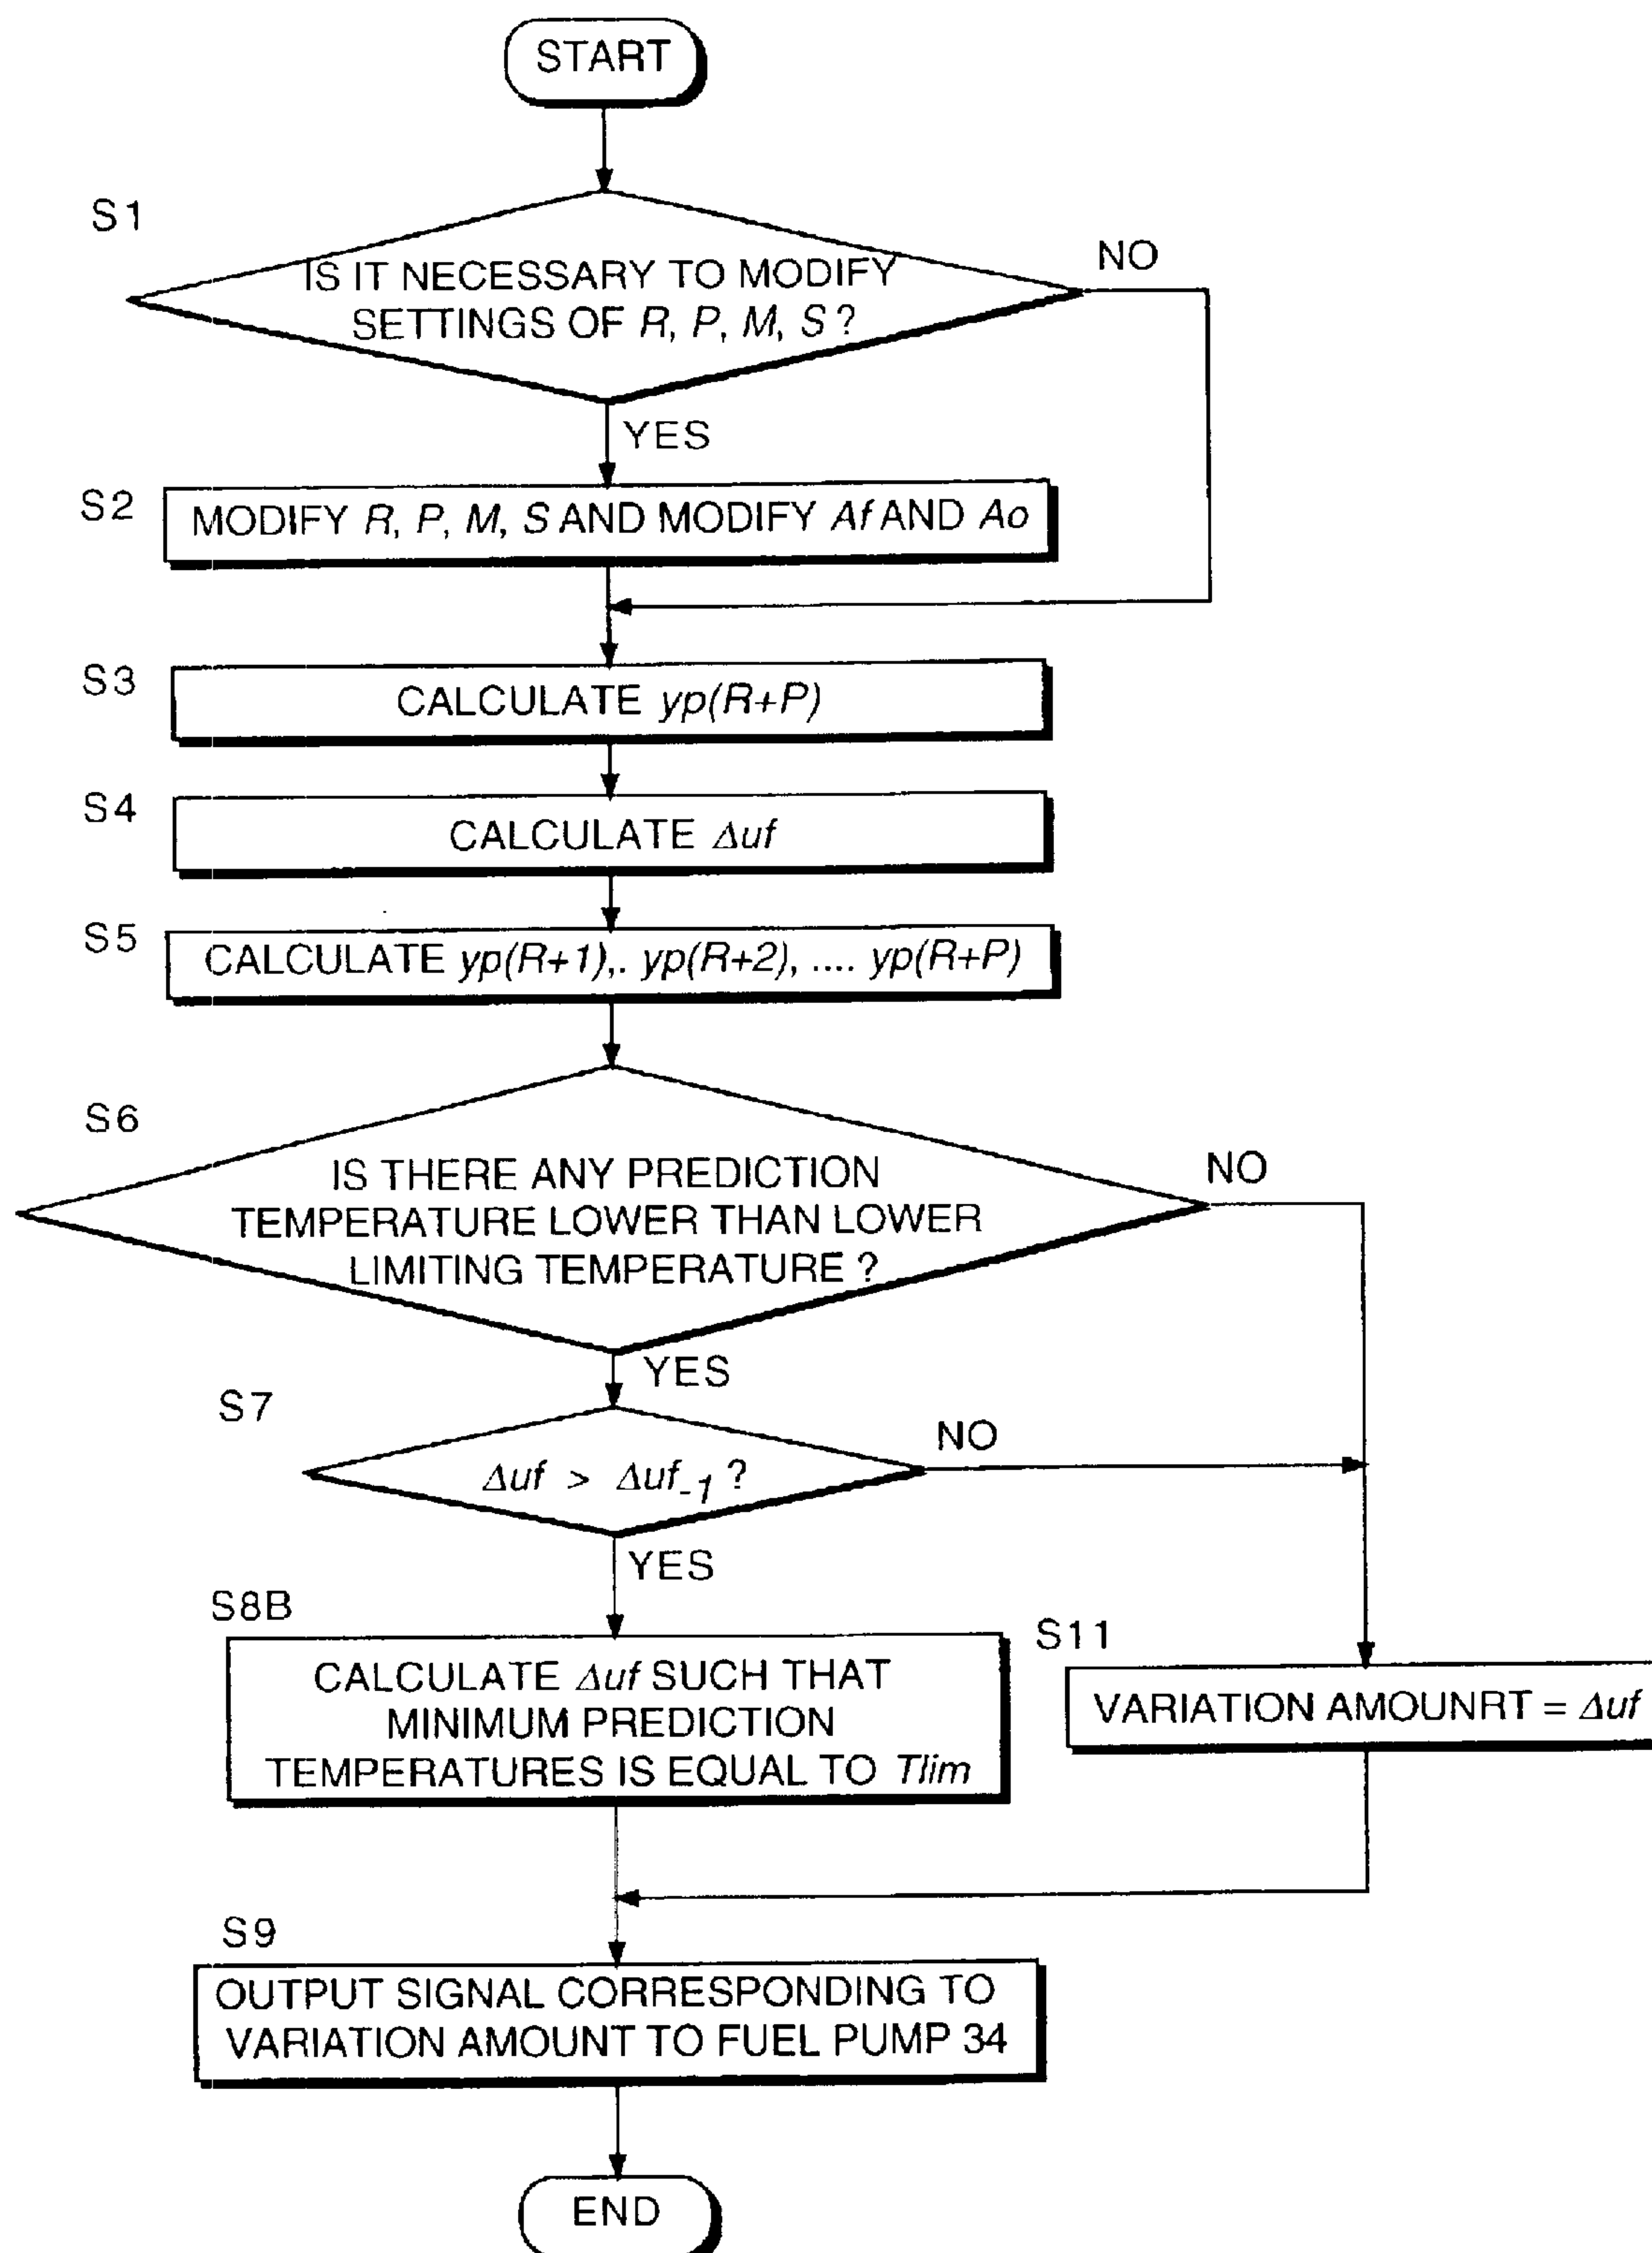 START
S1
IS IT NECESSARY TO MODIFY
SETTINGS OF R, P, M, S ?
NO
YES
S2
MODIFY R, P, M, S AND MODIFY Af AND Ao
S3
CALCULATE yp(R+P)
S4
CALCULATE Δuf
S5
CALCULATE yp(R+1),. yp(R+2), .... yp(R+P)
S6
IS THERE ANY PREDICTION
TEMPERATURE LOWER THAN LOWER
LIMITING TEMPERATURE ?
NO
YES
S7
Δuf > Δuf-1 ?
NO
YES
S8B
CALCULATE Δuf SUCH THAT
MINIMUM PREDICTION
TEMPERATURES IS EQUAL TO Tlim
S11
VARIATION AMOUNRT = Δuf
S9
OUTPUT SIGNAL CORRESPONDING TO
VARIATION AMOUNT TO FUEL PUMP 34
END